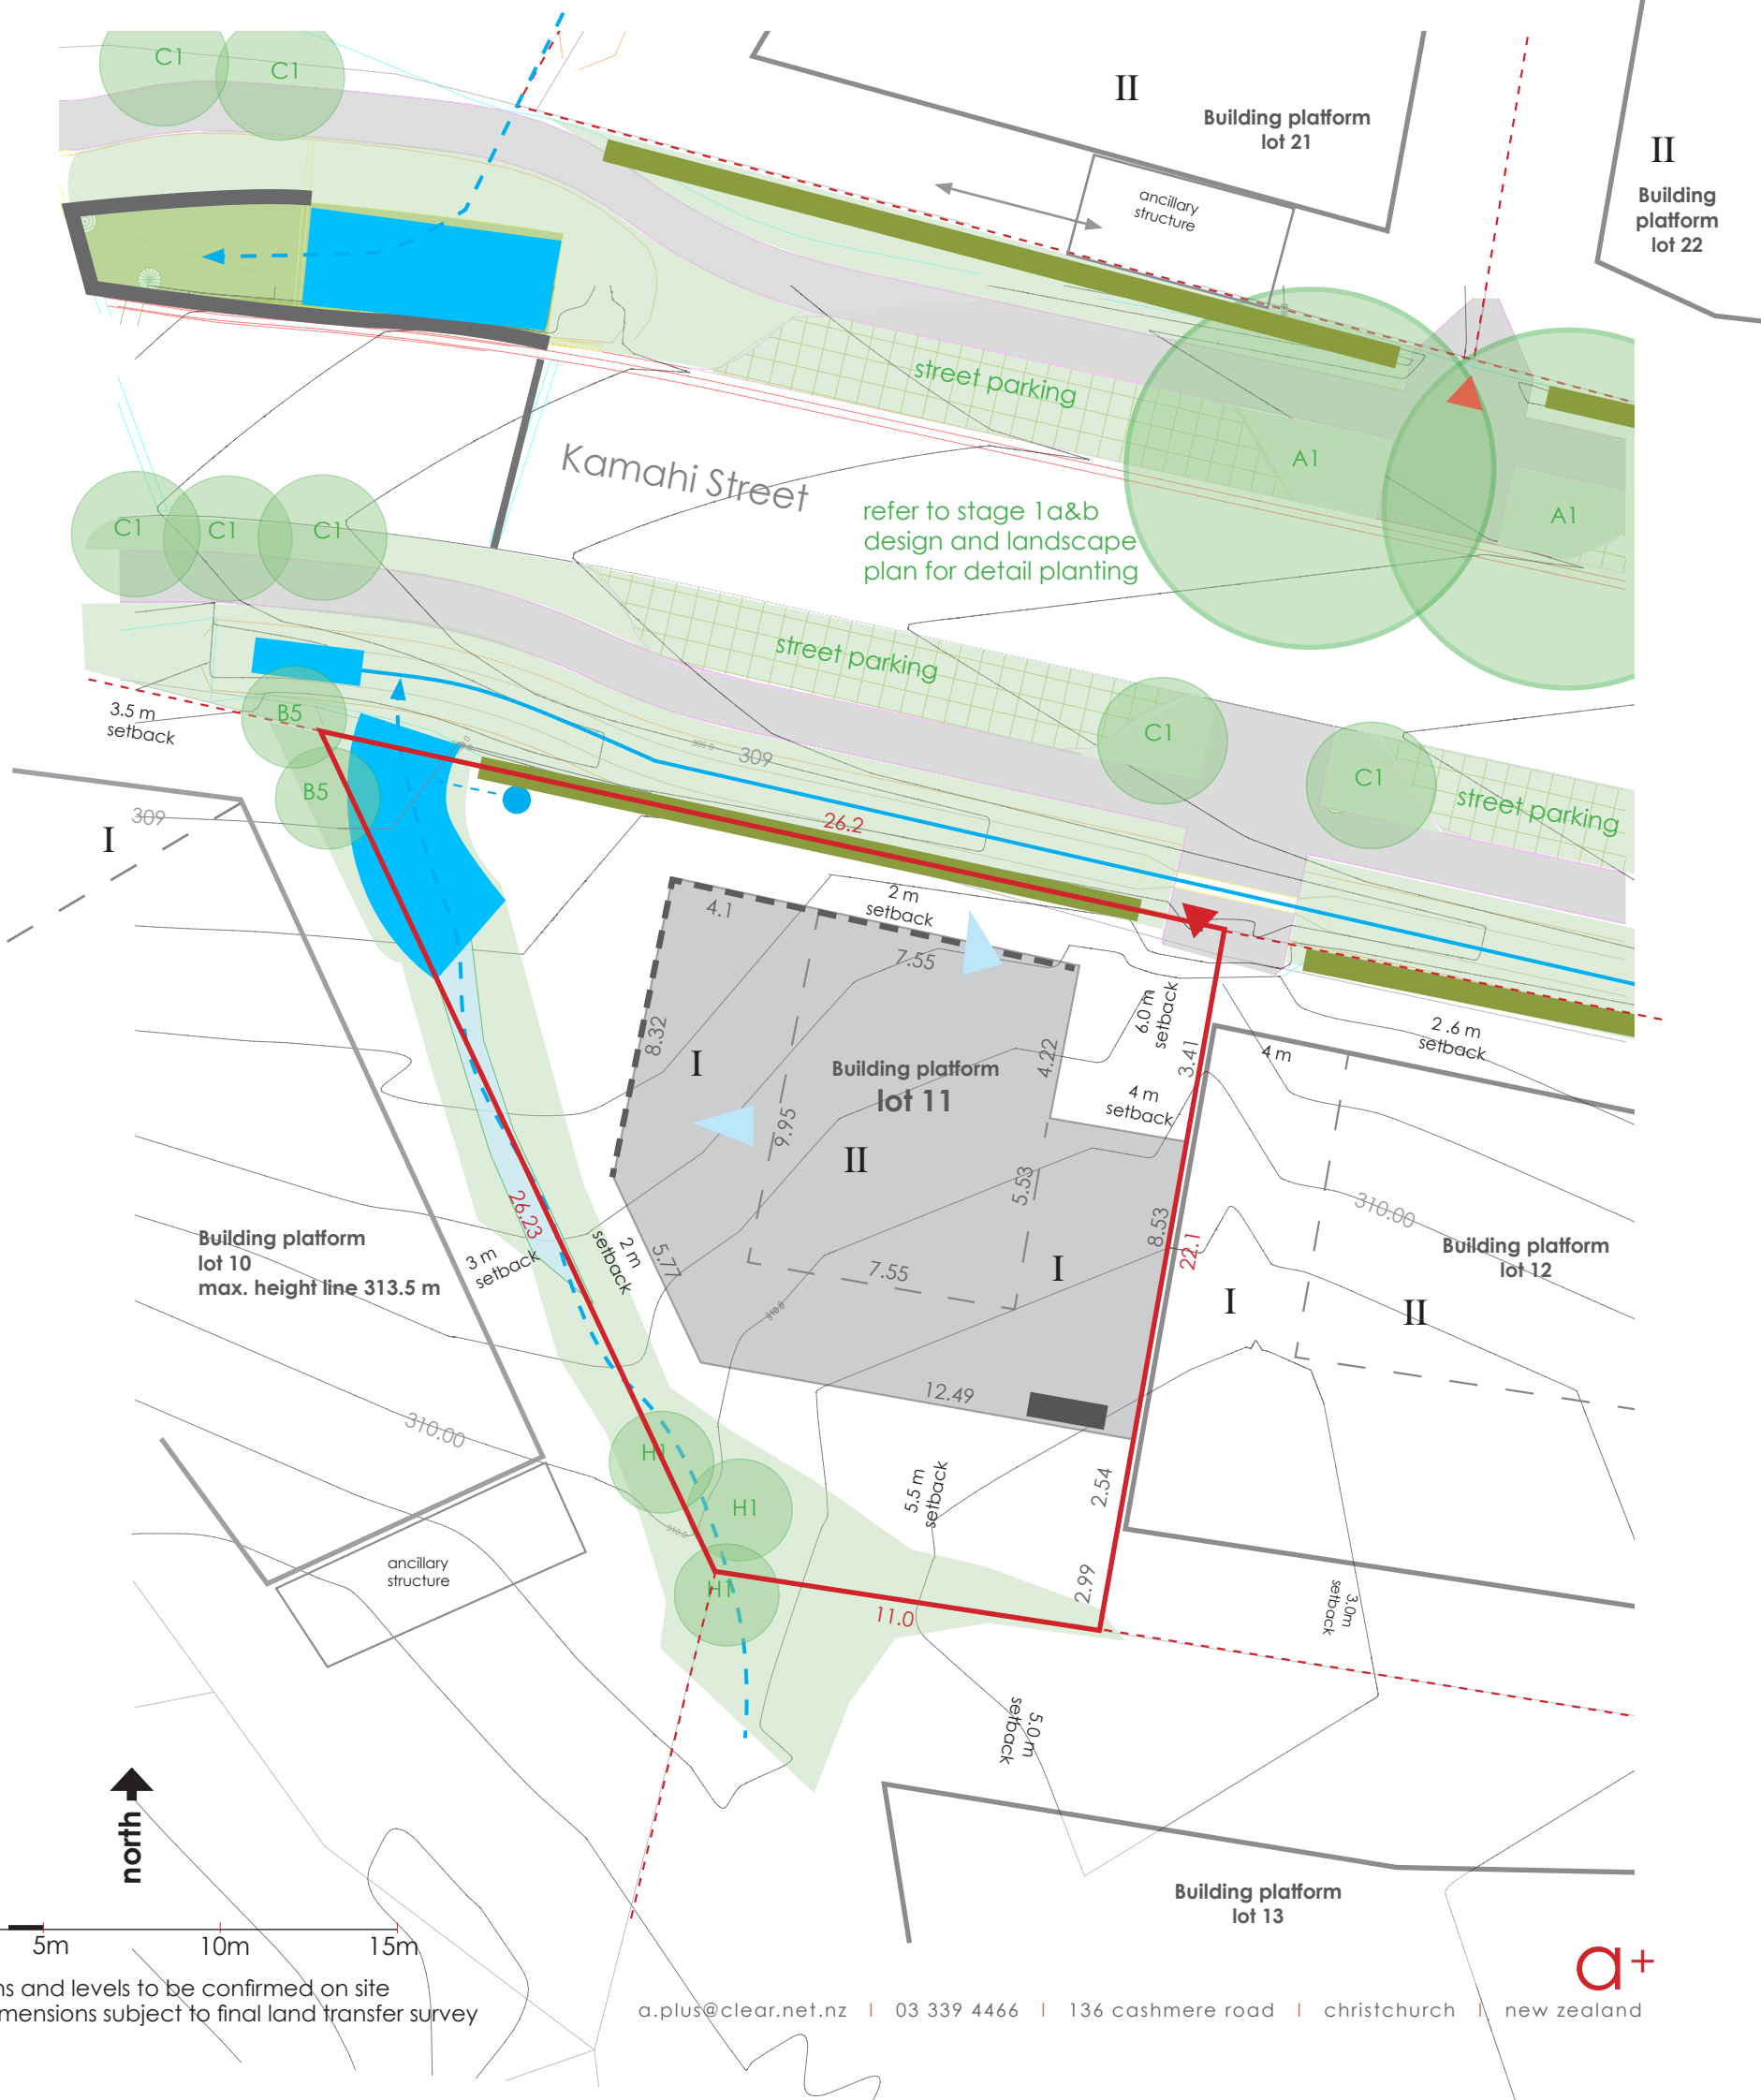 C1
C1
II
Building platform
lot 21
II
Building
platform
lot 22
ancillary
structure
street parking
A1
A1
Kamahi Street
refer to stage 1a&b
design and landscape
plan for detail planting
C1
C1
C1
street parking
C1
C1
street parking
3.5 m
setback
B5
B5
309
309
I
26.2
2 m
setback
4.1
7.55
8.32
I
Building platform
lot 11
4.22
6.0 m
setback
3.41
4 m
2.6 m
setback
4 m
setback
9.95
II
5.53
8.53
22.1
310.00
Building platform
lot 12
I
I
II
26.23
2 m
setback
3 m
setback
5.77
7.55
310.0
Building platform
lot 10
max. height line 313.5 m
12.49
310.00
H1
H1
H1
310.0
5.5 m
setback
2.54
2.99
11.0
3.0m
setback
ancillary
structure
5.0 m
setback
north
Building platform
lot 13
5m
10m
15m
ns and levels to be confirmed on site
mensions subject to final land transfer survey
a+
a.plus@clear.net.nz | 03 339 4466 | 136 cashmere road | christchurch | new zealand